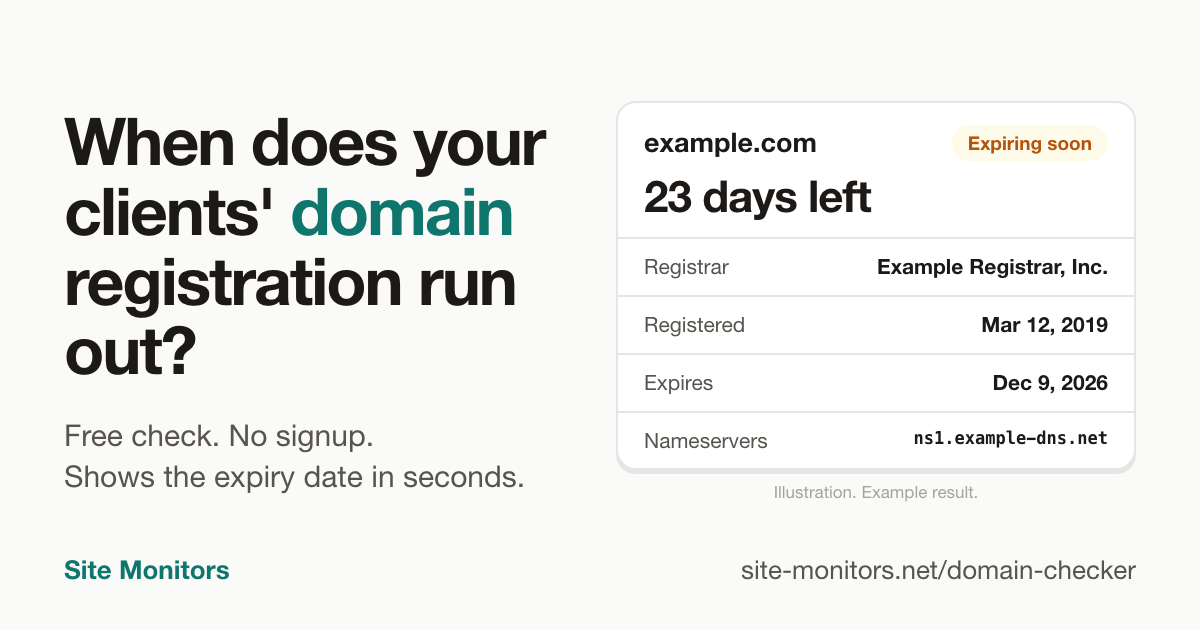 When does your
clients' domain
registration run
out?
Free check. No signup.
Shows the expiry date in seconds.
example.com
Expiring soon
23 days left
Registrar
Example Registrar, Inc.
Registered
Mar 12, 2019
Expires
Dec 9, 2026
Nameservers
ns1.example-dns.net
Illustration. Example result.
Site Monitors
site-monitors.net/domain-checker